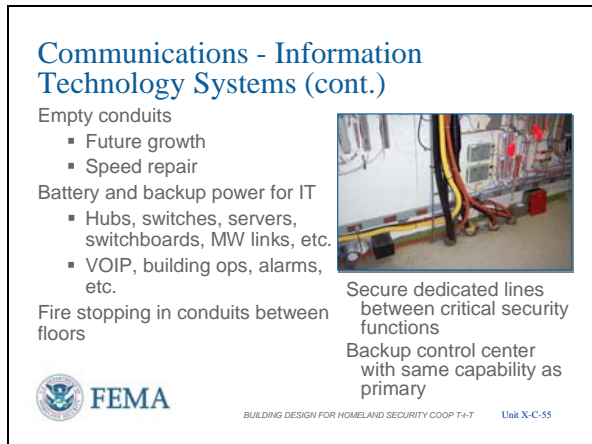 Communications - Information
Technology Systems (cont.)
Empty conduits
▪ Future growth
▪ Speed repair
Battery and backup power for IT
▪ Hubs, switches, servers,
switchboards, MW links, etc.
▪ VOIP, building ops, alarms,
etc.
Fire stopping in conduits between
floors
Secure dedicated lines
between critical security
functions
Backup control center
with same capability as
primary
FEMA
BUILDING DESIGN FOR HOMELAND SECURITY COOP T-t-T
Unit X-C-55